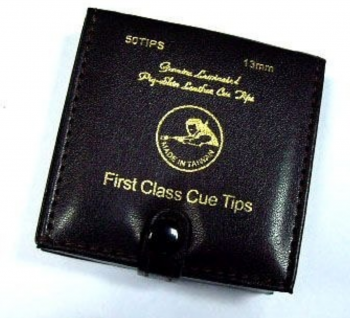 50TIPS 13mm
Genuine Laminated
Pig-Skin Leather Cue Tips
MADE IN TAIWAN
First Class Cue Tips